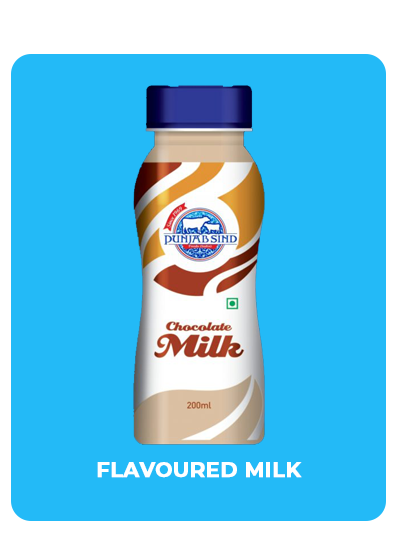 PUNJAB SIND
Chocolate
Milk
200ml
FLAVOURED MILK